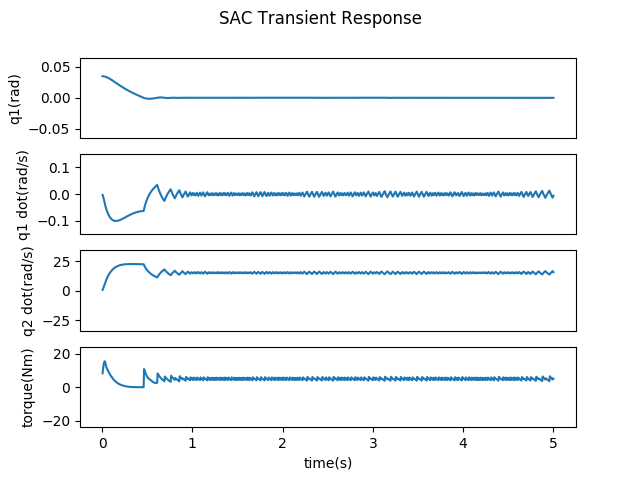 SAC Transient Response
q1(rad)
0.05
0.00
−0.05
q1 dot(rad/s)
0.1
0.0
−0.1
q2 dot(rad/s)
25
0
−25
torque(Nm)
20
0
−20
0 1 2 3 4 5
time(s)